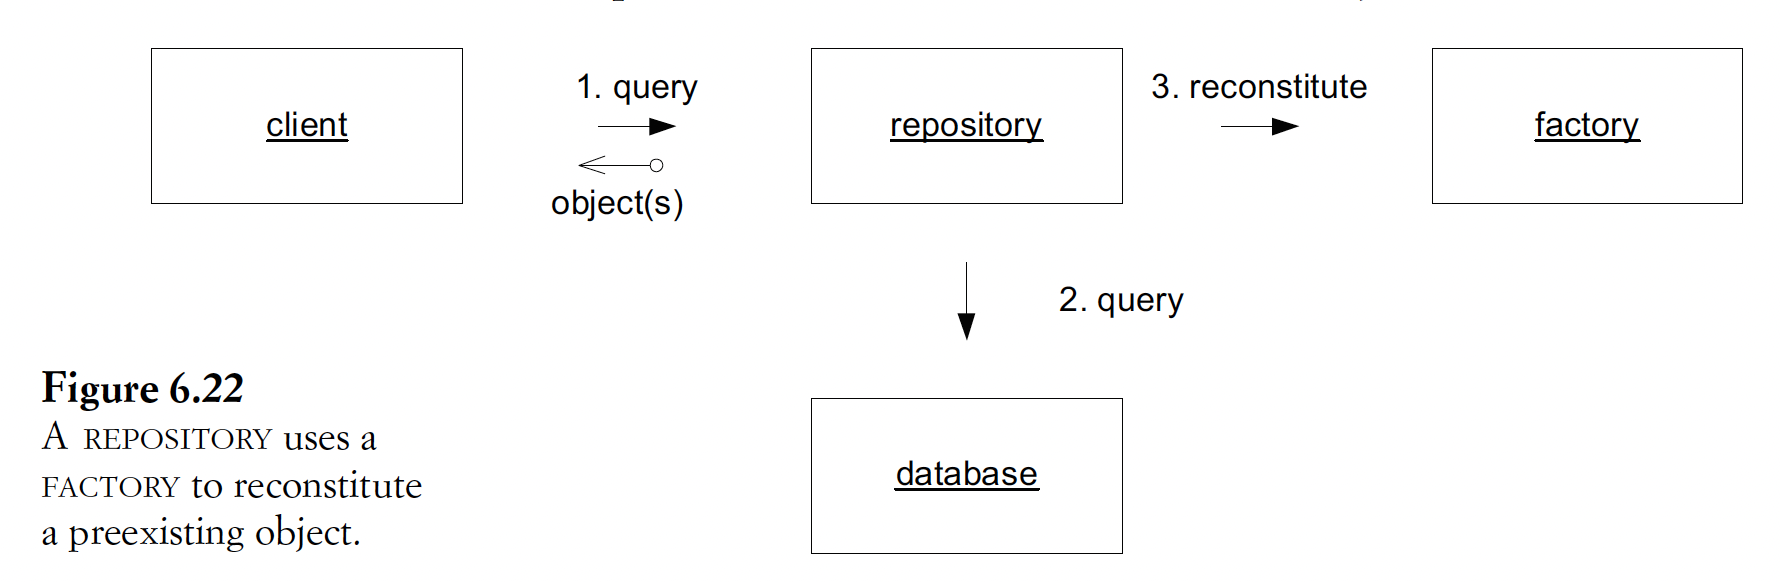 1. query
3. reconstitute
client
repository
factory
object(s)
2. query
Figure 6.22
A REPOSITORY uses a
FACTORY to reconstitute
a preexisting object.
database